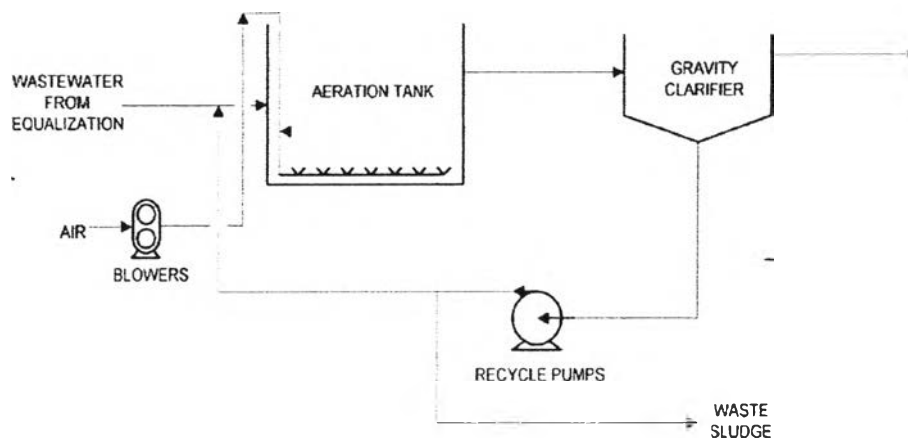 WASTEWATER
FROM
EQUALIZATION
AERATION TANK
GRAVITY
CLARIFIER
AIR
BLOWERS
RECYCLE PUMPS
WASTE
SLUDGE